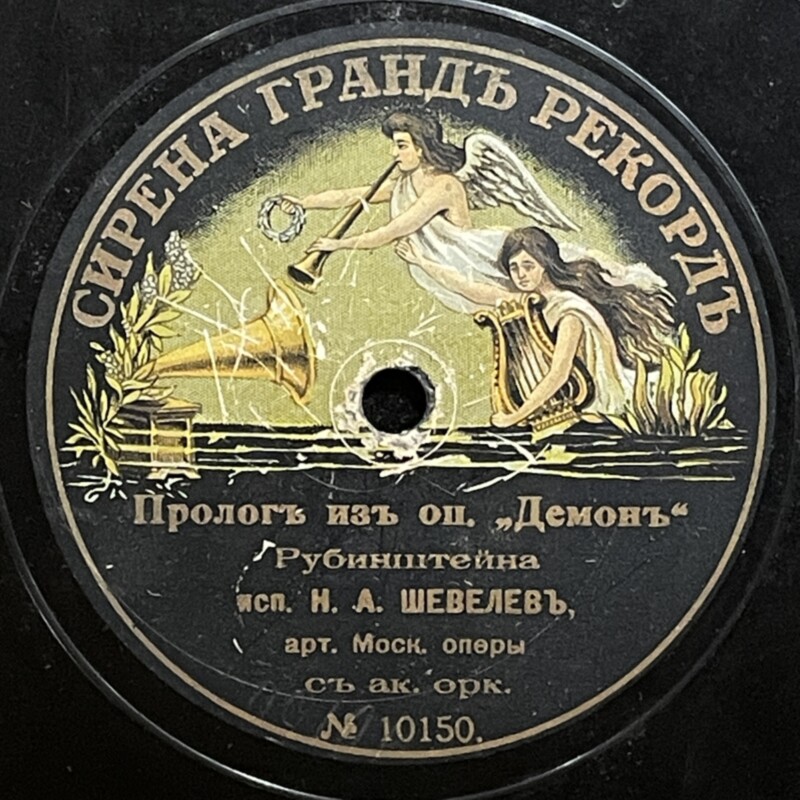 СИРЕНА ГРАНДЪ РЕКОРДЪ
Прологъ изъ оп. „Демонъ“
Рубинштейна
исп. Н. А. ШЕВЕЛЕВЪ,
арт. Моск. оперы
съ ак. орк.
№ 10150.